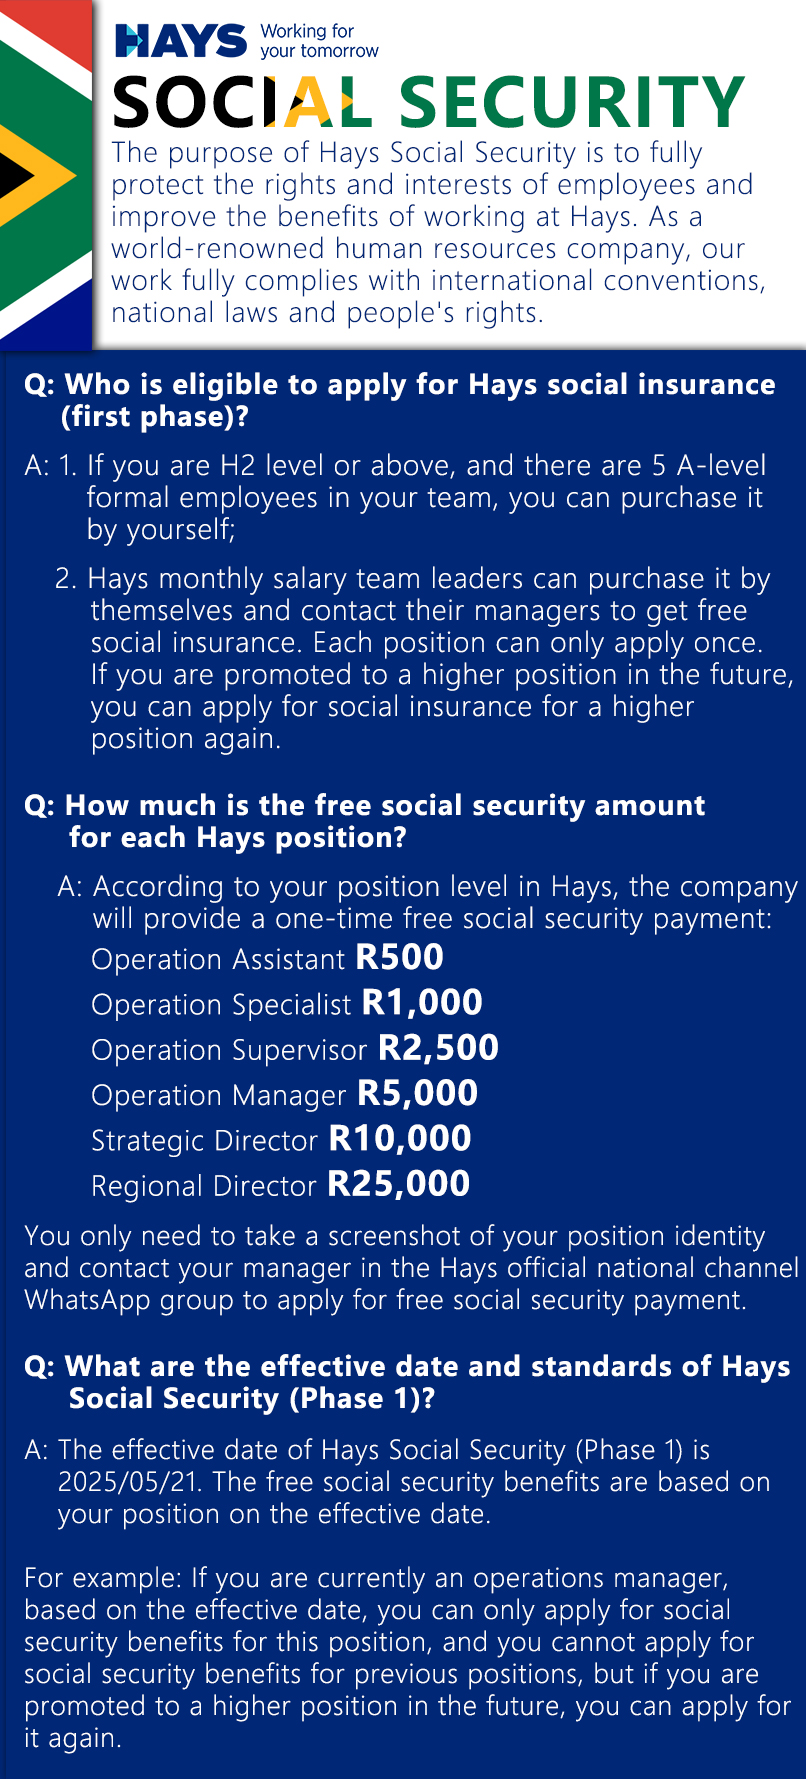 HAYS Working for
your tomorrow
SOCIAL SECURITY
The purpose of Hays Social Security is to fully
protect the rights and interests of employees and
improve the benefits of working at Hays. As a
world-renowned human resources company, our
work fully complies with international conventions,
national laws and people's rights.
Q: Who is eligible to apply for Hays social insurance
(first phase)?
A: 1. If you are H2 level or above, and there are 5 A-level
formal employees in your team, you can purchase it
by yourself;
2. Hays monthly salary team leaders can purchase it by
themselves and contact their managers to get free
social insurance. Each position can only apply once.
If you are promoted to a higher position in the future,
you can apply for social insurance for a higher
position again.
Q: How much is the free social security amount
for each Hays position?
A: According to your position level in Hays, the company
will provide a one-time free social security payment:
Operation Assistant R500
Operation Specialist R1,000
Operation Supervisor R2,500
Operation Manager R5,000
Strategic Director R10,000
Regional Director R25,000
You only need to take a screenshot of your position identity
and contact your manager in the Hays official national channel
WhatsApp group to apply for free social security payment.
Q: What are the effective date and standards of Hays
Social Security (Phase 1)?
A: The effective date of Hays Social Security (Phase 1) is
2025/05/21. The free social security benefits are based on
your position on the effective date.
For example: If you are currently an operations manager,
based on the effective date, you can only apply for social
security benefits for this position, and you cannot apply for
social security benefits for previous positions, but if you are
promoted to a higher position in the future, you can apply for
it again.